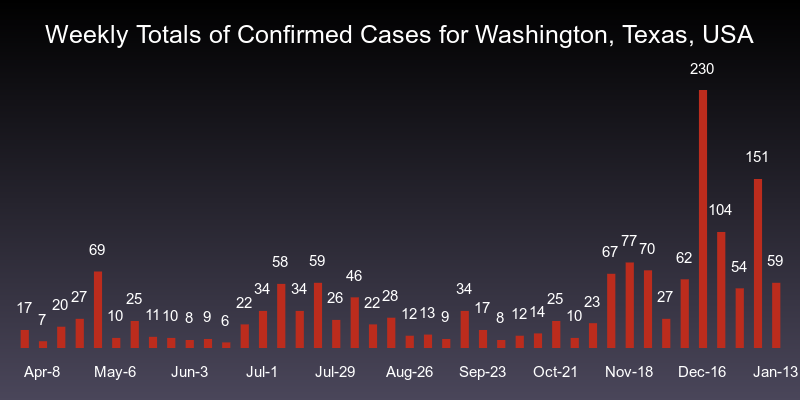 Weekly Totals of Confirmed Cases for Washington, Texas, USA
17 7 20 27 69 10 25 11 10 8 9 6 22 34 58 34 59 26 46 22 28 12 13 9 34 17 8 12 14 25 10 23 67 77 70 27 62 230 104 54 151 59
Apr-8 May-6 Jun-3 Jul-1 Jul-29 Aug-26 Sep-23 Oct-21 Nov-18 Dec-16 Jan-13